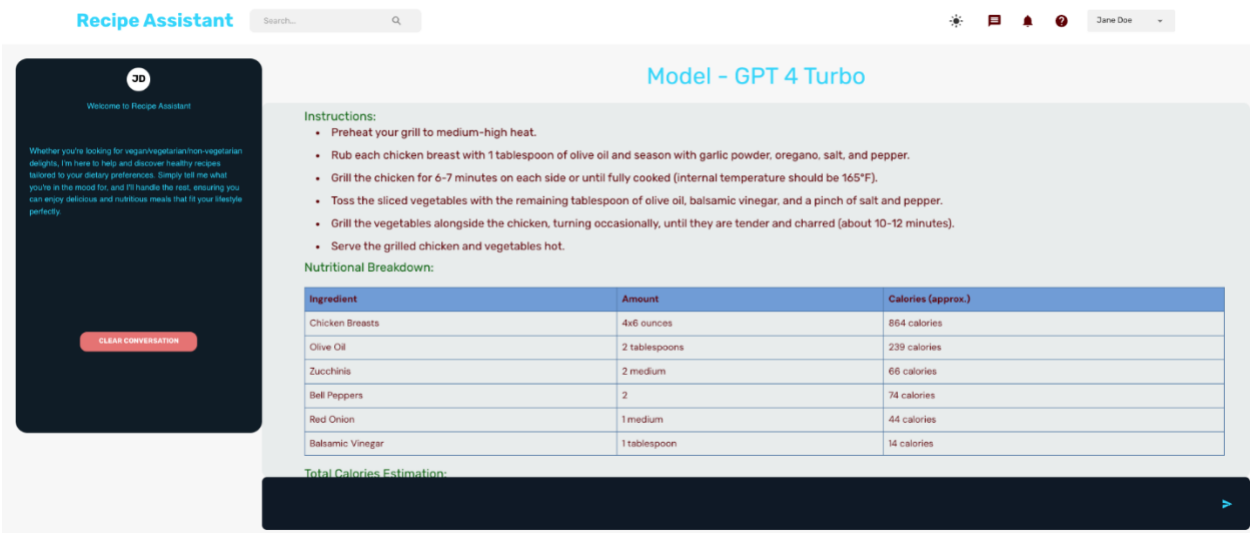 Recipe Assistant
Search...
Jane Doe
JD
Welcome to Recipe Assistant
Whether you're looking for vegan/vegetarian/non-vegetarian
delights, I'm here to help and discover healthy recipes
tailored to your dietary preferences. Simply tell me what
you're in the mood for, and I'll handle the rest, ensuring you
can enjoy delicious and nutritious meals that fit your lifestyle
perfectly.
CLEAR CONVERSATION
Model - GPT 4 Turbo
Instructions:
• Preheat your grill to medium-high heat.
• Rub each chicken breast with 1 tablespoon of olive oil and season with garlic powder, oregano, salt, and pepper.
• Grill the chicken for 6-7 minutes on each side or until fully cooked (internal temperature should be 165°F).
• Toss the sliced vegetables with the remaining tablespoon of olive oil, balsamic vinegar, and a pinch of salt and pepper.
• Grill the vegetables alongside the chicken, turning occasionally, until they are tender and charred (about 10-12 minutes).
• Serve the grilled chicken and vegetables hot.
Nutritional Breakdown:
Ingredient Amount Calories (approx.)
Chicken Breasts 4x6 ounces 864 calories
Olive Oil 2 tablespoons 239 calories
Zucchinis 2 medium 66 calories
Bell Peppers 2 74 calories
Red Onion 1 medium 44 calories
Balsamic Vinegar 1 tablespoon 14 calories
Total Calories Estimation: